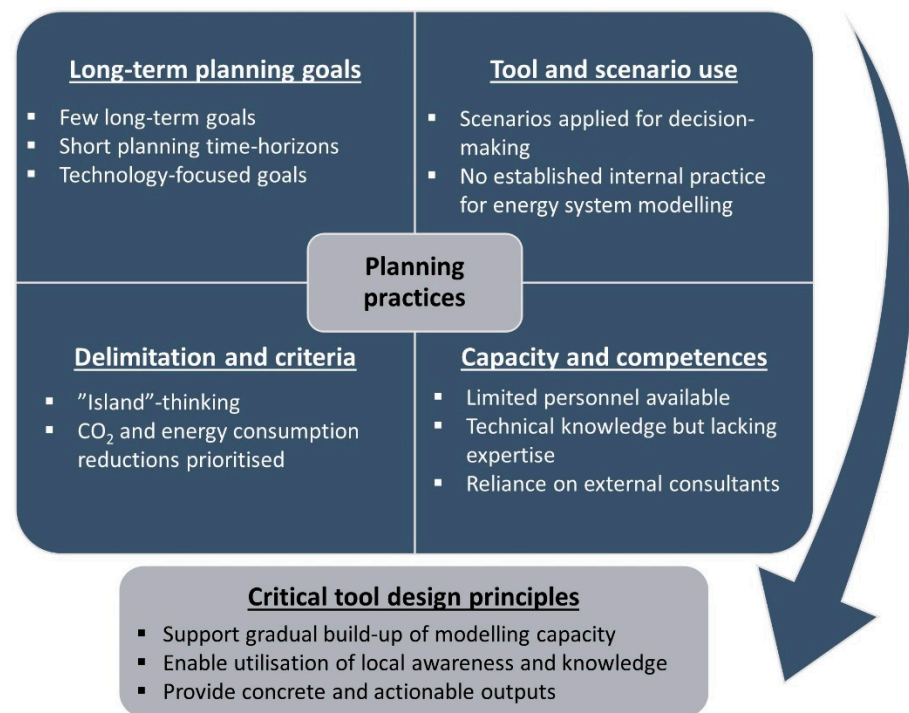 Long-term planning goals
▪ Few long-term goals
▪ Short planning time-horizons
▪ Technology-focused goals
Tool and scenario use
▪ Scenarios applied for decision-
making
▪ No established internal practice
for energy system modelling
Planning
practices
Delimitation and criteria
▪ ”Island”-thinking
▪ CO₂ and energy consumption
reductions prioritised
Capacity and competences
▪ Limited personnel available
▪ Technical knowledge but lacking
expertise
▪ Reliance on external consultants
Critical tool design principles
▪ Support gradual build-up of modelling capacity
▪ Enable utilisation of local awareness and knowledge
▪ Provide concrete and actionable outputs